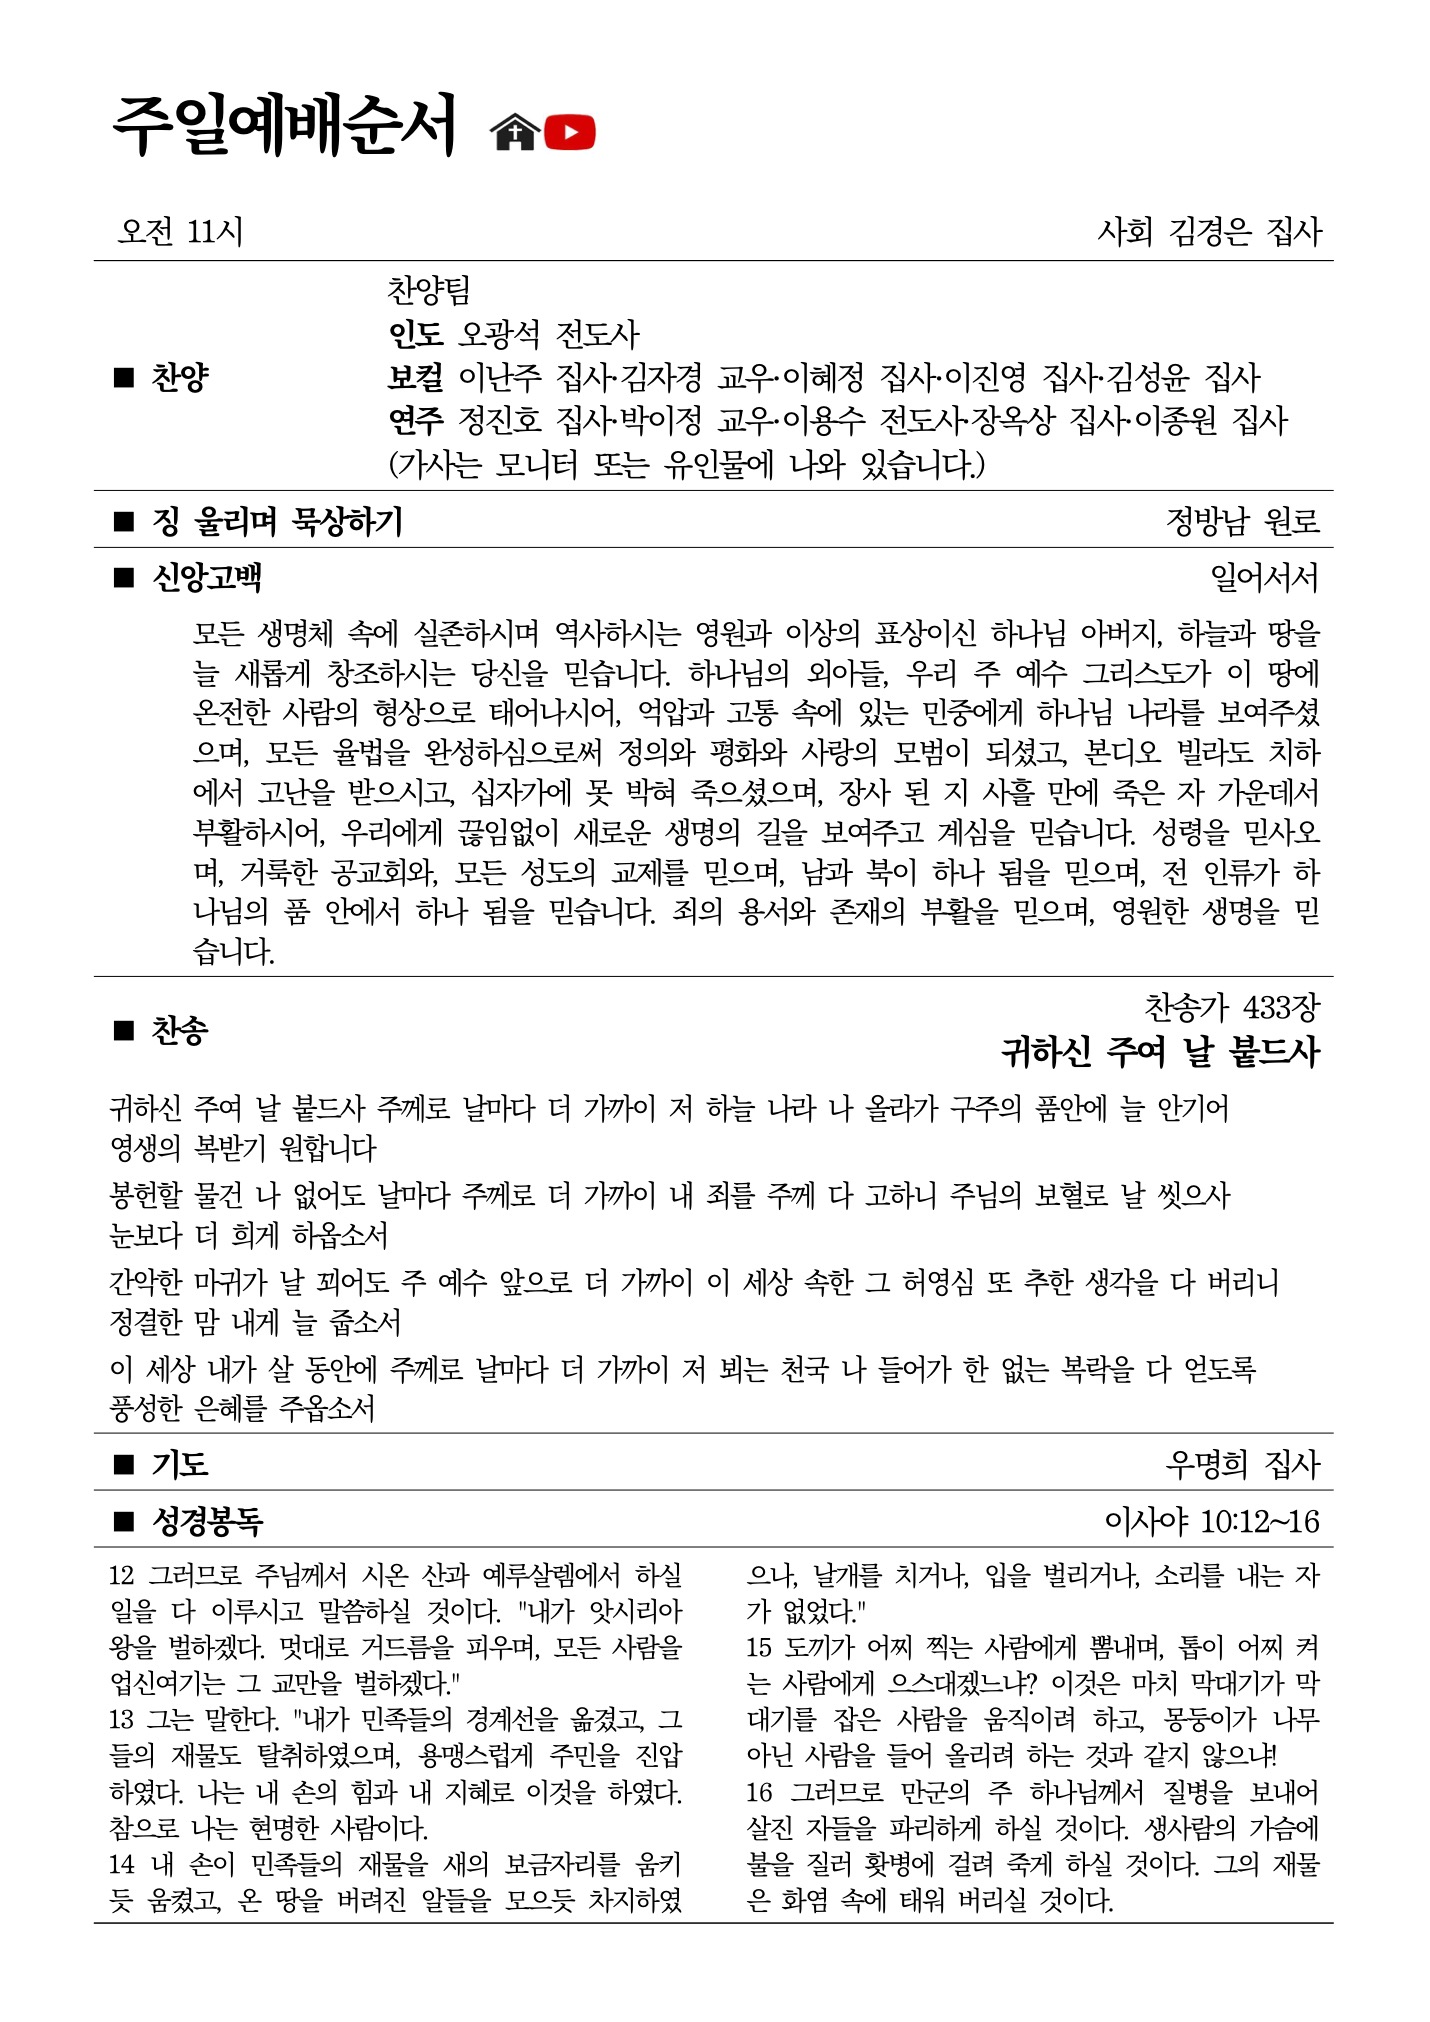 주일예배순서
오전 11시 사회 김경은 집사
찬양팀
인도 오광석 전도사
■ 찬양 보컬 이난주 집사·김자경 교우·이혜정 집사·이진영 집사·김성윤 집사
연주 정진호 집사·박이정 교우·이용수 전도사·장옥상 집사·이종원 집사
(가사는 모니터 또는 유인물에 나와 있습니다.)
■ 징 울리며 묵상하기 정방남 원로
■ 신앙고백 일어서서
모든 생명체 속에 실존하시며 역사하시는 영원과 이상의 표상이신 하나님 아버지, 하늘과 땅을
늘 새롭게 창조하시는 당신을 믿습니다. 하나님의 외아들, 우리 주 예수 그리스도가 이 땅에
온전한 사람의 형상으로 태어나시어, 억압과 고통 속에 있는 민중에게 하나님 나라를 보여주셨
으며, 모든 율법을 완성하심으로써 정의와 평화와 사랑의 모범이 되셨고, 본디오 빌라도 치하
에서 고난을 받으시고, 십자가에 못 박혀 죽으셨으며, 장사 된 지 사흘 만에 죽은 자 가운데서
부활하시어, 우리에게 끊임없이 새로운 생명의 길을 보여주고 계심을 믿습니다. 성령을 믿사오
며, 거룩한 공교회와, 모든 성도의 교제를 믿으며, 남과 북이 하나 됨을 믿으며, 전 인류가 하
나님의 품 안에서 하나 됨을 믿습니다. 죄의 용서와 존재의 부활을 믿으며, 영원한 생명을 믿
습니다.
찬송가 433장
■ 찬송
귀하신 주여 날 붙드사
귀하신 주여 날 붙드사 주께로 날마다 더 가까이 저 하늘 나라 나 올라가 구주의 품안에 늘 안기어
영생의 복받기 원합니다
봉헌할 물건 나 없어도 날마다 주께로 더 가까이 내 죄를 주께 다 고하니 주님의 보혈로 날 씻으사
눈보다 더 희게 하옵소서
간악한 마귀가 날 꾀어도 주 예수 앞으로 더 가까이 이 세상 속한 그 허영심 또 추한 생각을 다 버리니
정결한 맘 내게 늘 줍소서
이 세상 내가 살 동안에 주께로 날마다 더 가까이 저 뵈는 천국 나 들어가 한 없는 복락을 다 얻도록
풍성한 은혜를 주옵소서
■ 기도 우명희 집사
■ 성경봉독 이사야 10:12~16
12 그러므로 주님께서 시온 산과 예루살렘에서 하실
일을 다 이루시고 말씀하실 것이다. "내가 앗시리아
왕을 벌하겠다. 멋대로 거드름을 피우며, 모든 사람을
업신여기는 그 교만을 벌하겠다."
13 그는 말한다. "내가 민족들의 경계선을 옮겼고, 그
들의 재물도 탈취하였으며, 용맹스럽게 주민을 진압
하였다. 나는 내 손의 힘과 내 지혜로 이것을 하였다.
참으로 나는 현명한 사람이다.
14 내 손이 민족들의 재물을 새의 보금자리를 움키
듯 움켰고, 온 땅을 버려진 알들을 모으듯 차지하였
으나, 날개를 치거나, 입을 벌리거나, 소리를 내는 자
가 없었다."
15 도끼가 어찌 찍는 사람에게 뽐내며, 톱이 어찌 켜
는 사람에게 으스대겠느냐? 이것은 마치 막대기가 막
대기를 잡은 사람을 움직이려 하고, 몽둥이가 나무
아닌 사람을 들어 올리려 하는 것과 같지 않으냐!
16 그러므로 만군의 주 하나님께서 질병을 보내어
살진 자들을 파리하게 하실 것이다. 생사람의 가슴에
불을 질러 홧병에 걸려 죽게 하실 것이다. 그의 재물
은 화염 속에 태워 버리실 것이다.